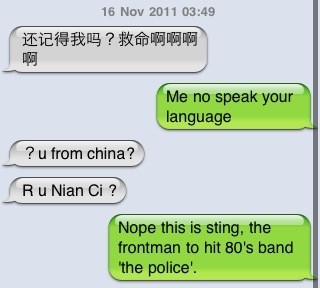 16 Nov 2011 03:49
还记得我吗？救命啊啊啊
啊
Me no speak your
language
？u from china?
R u Nian Ci ?
Nope this is sting, the
frontman to hit 80's band
'the police'.